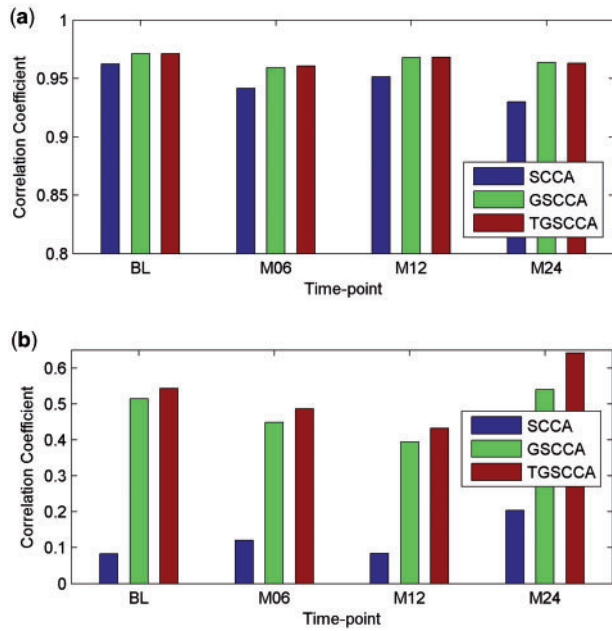 (a)
Correlation Coefficient
1
0.95
0.9
0.85
0.8
SCCA
GSCCA
TGSCCA
BL M06 M12 M24
Time-point
(b)
Correlation Coefficient
0.6
0.5
0.4
0.3
0.2
0.1
0
SCCA
GSCCA
TGSCCA
BL M06 M12 M24
Time-point